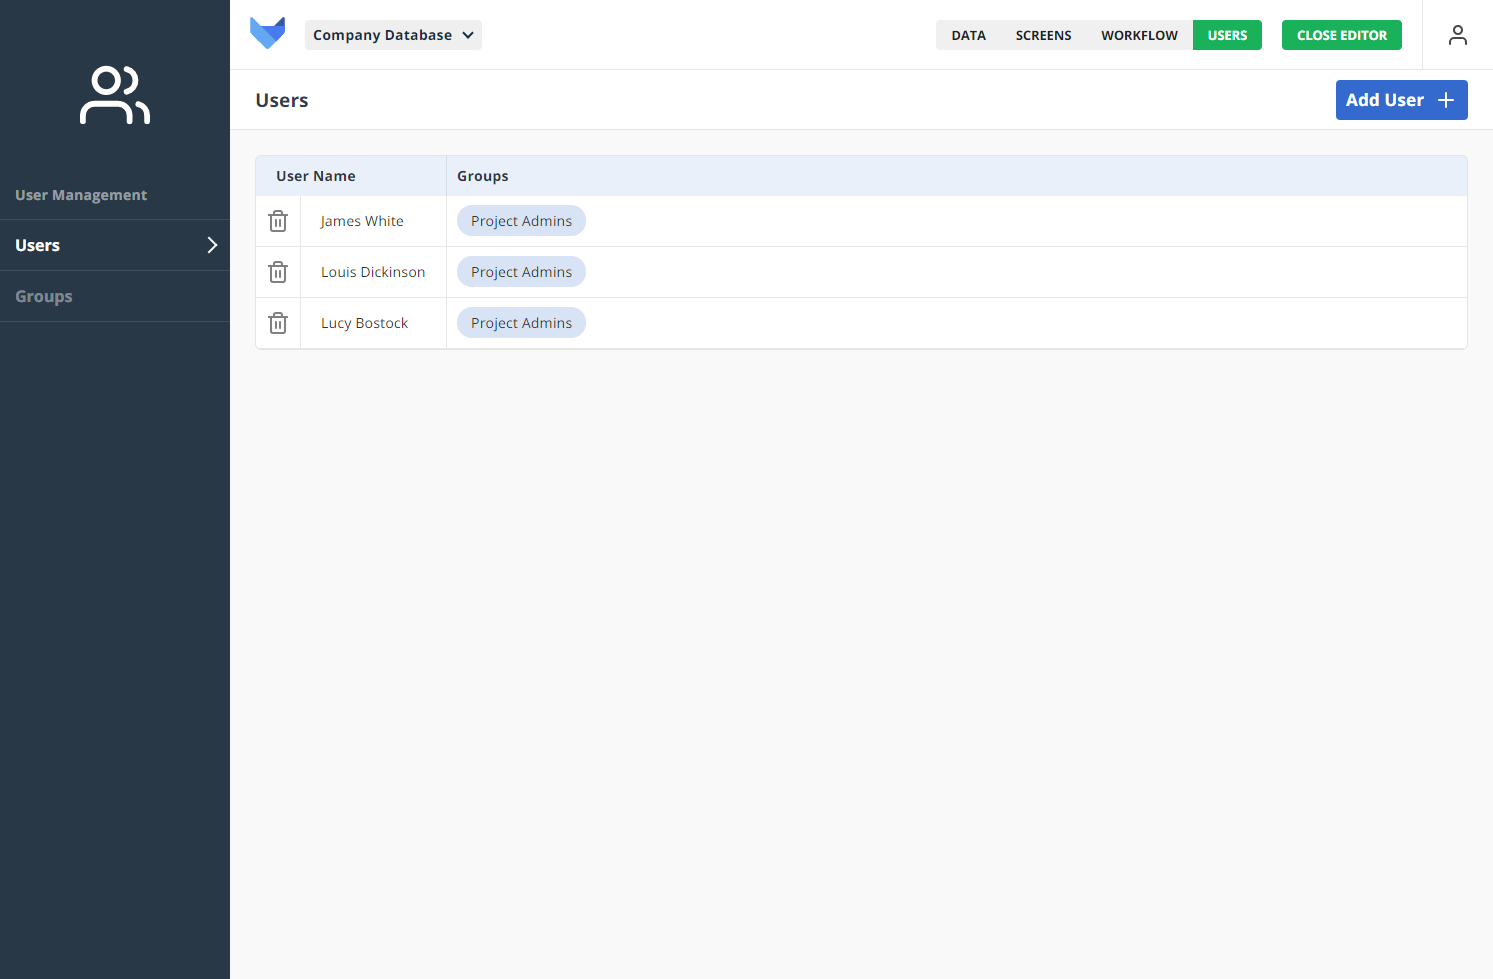 Company Database
DATA SCREENS WORKFLOW USERS CLOSE EDITOR
User Management
Users
Groups
Users
Add User
User Name Groups
James White Project Admins
Louis Dickinson Project Admins
Lucy Bostock Project Admins